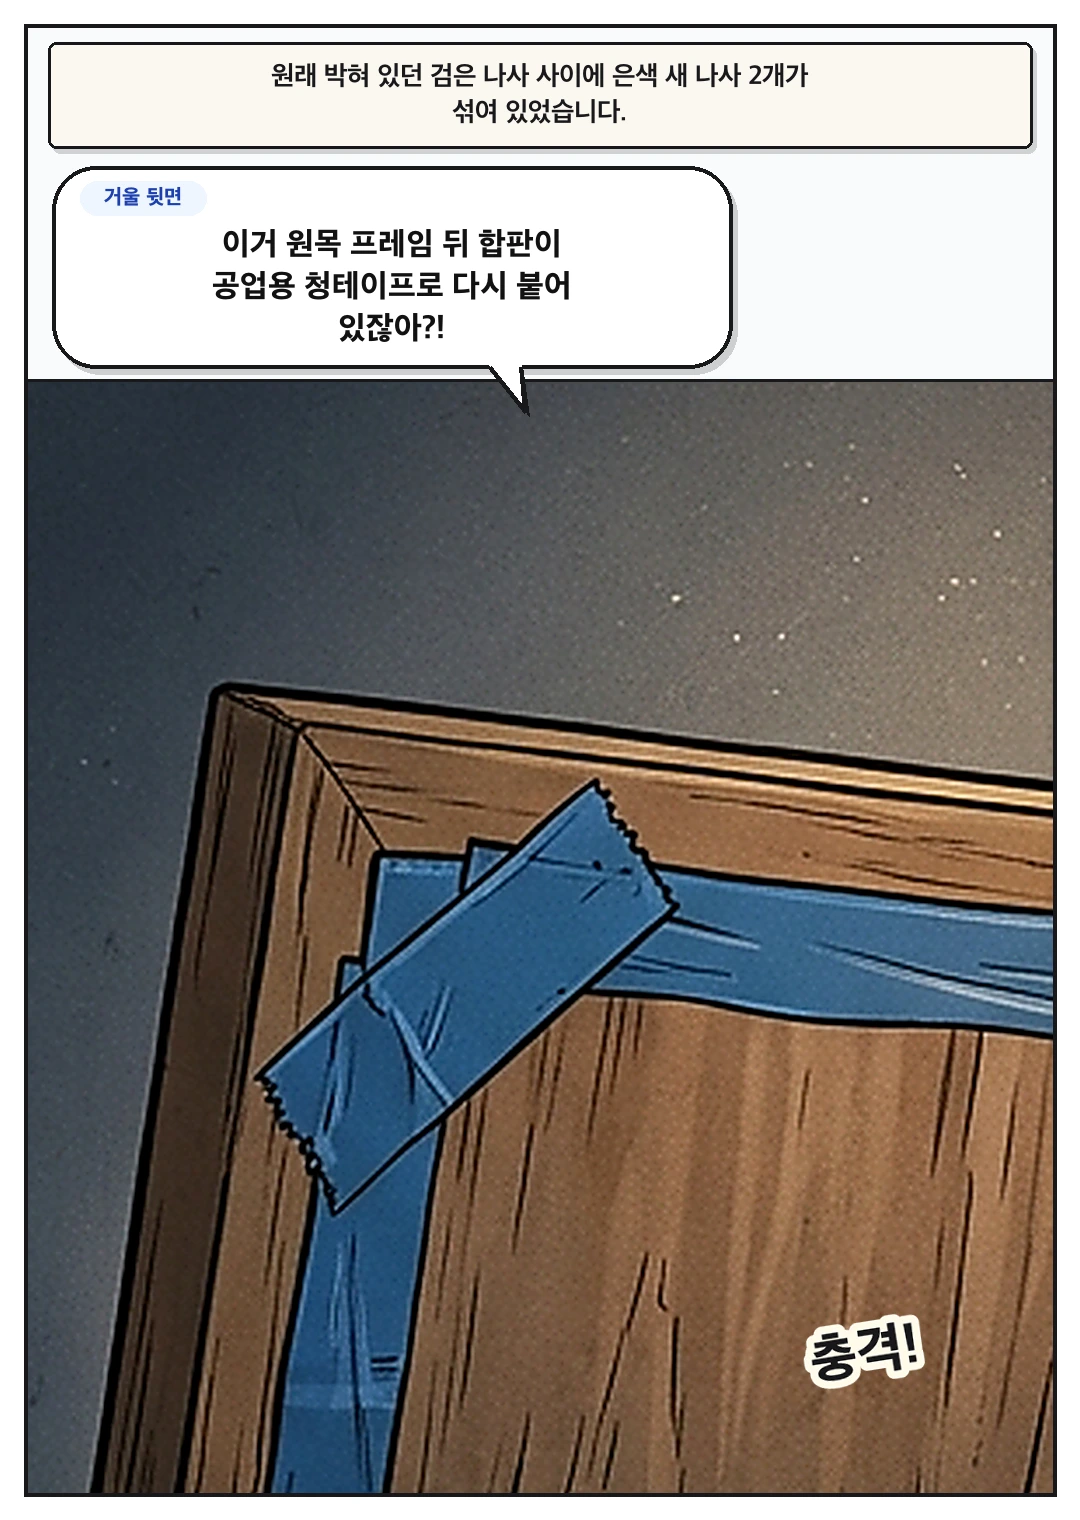 원래 박혀 있던 검은 나사 사이에 은색 새 나사 2개가
섞여 있었습니다.
거울 뒷면
이거 원목 프레임 뒤 합판이
공업용 청테이프로 다시 붙어
있잖아?!
충격!